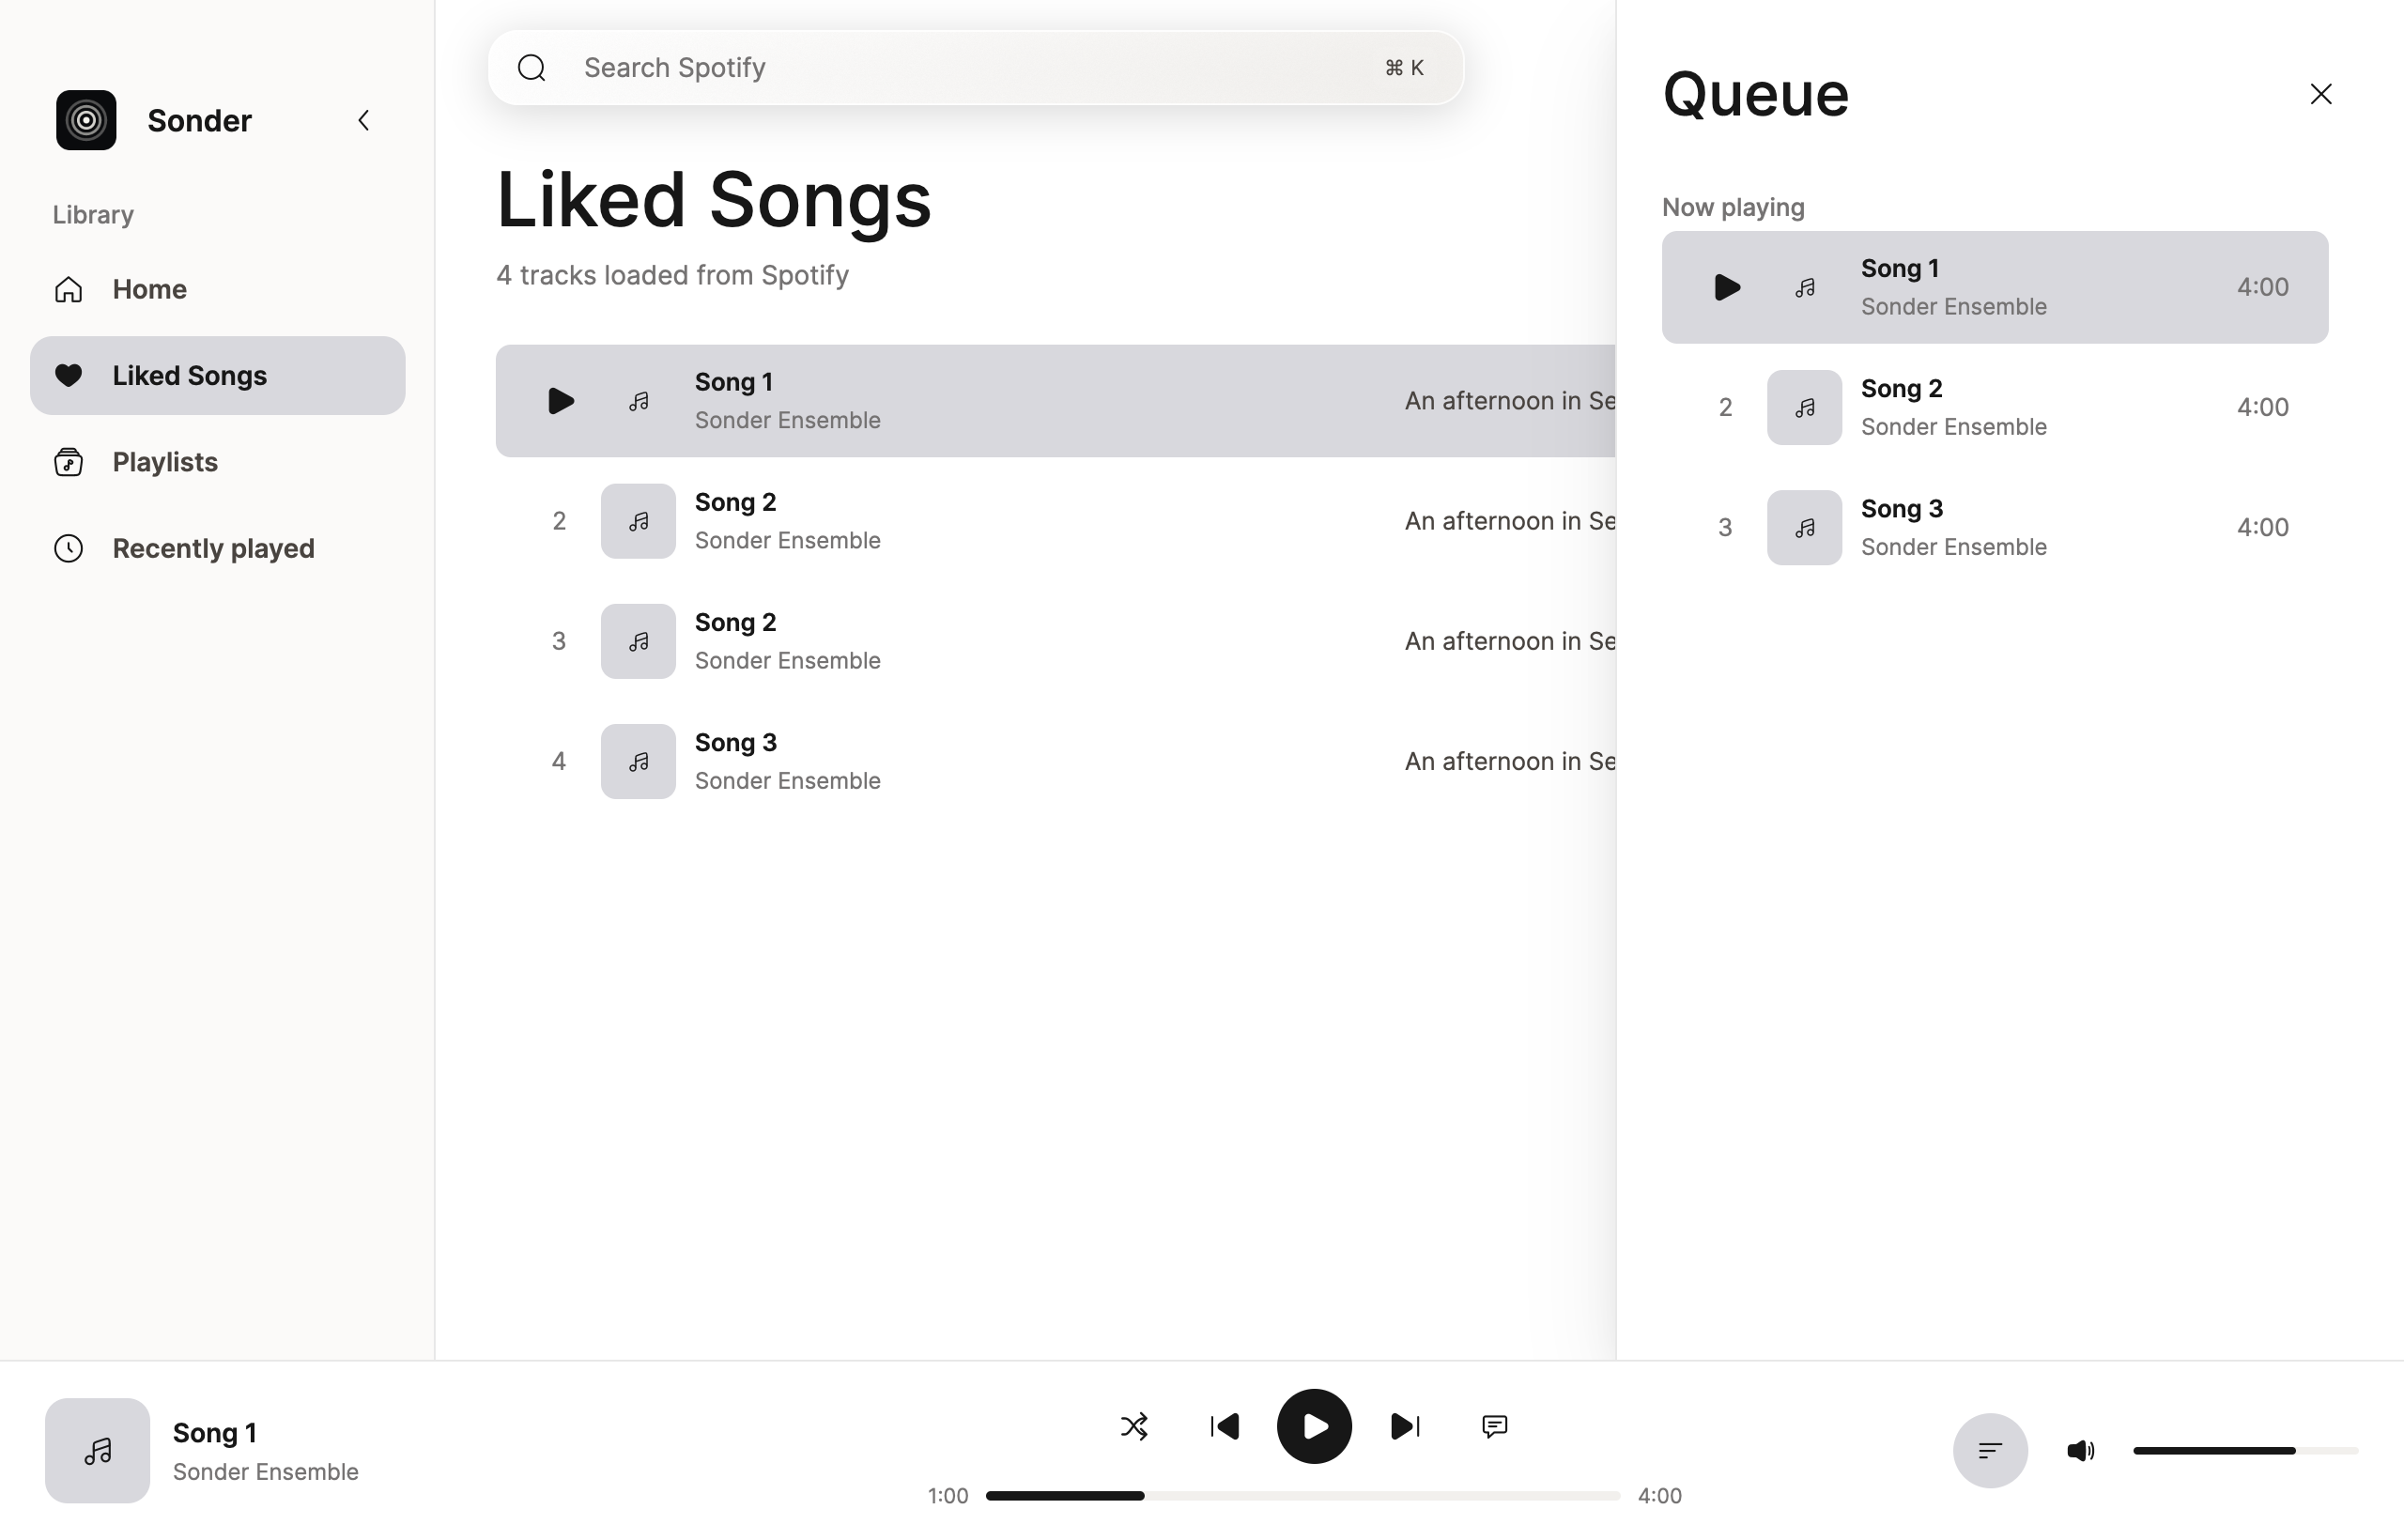 Sonder
Library
Home
Liked Songs
Playlists
Recently played
Search Spotify
⌘ K
Liked Songs
4 tracks loaded from Spotify
Song 1
Sonder Ensemble
An afternoon in Se
2
Song 2
Sonder Ensemble
An afternoon in Se
3
Song 2
Sonder Ensemble
An afternoon in Se
4
Song 3
Sonder Ensemble
An afternoon in Se
Queue
Now playing
Song 1
Sonder Ensemble
4:00
2
Song 2
Sonder Ensemble
4:00
3
Song 3
Sonder Ensemble
4:00
Song 1
Sonder Ensemble
1:00
4:00